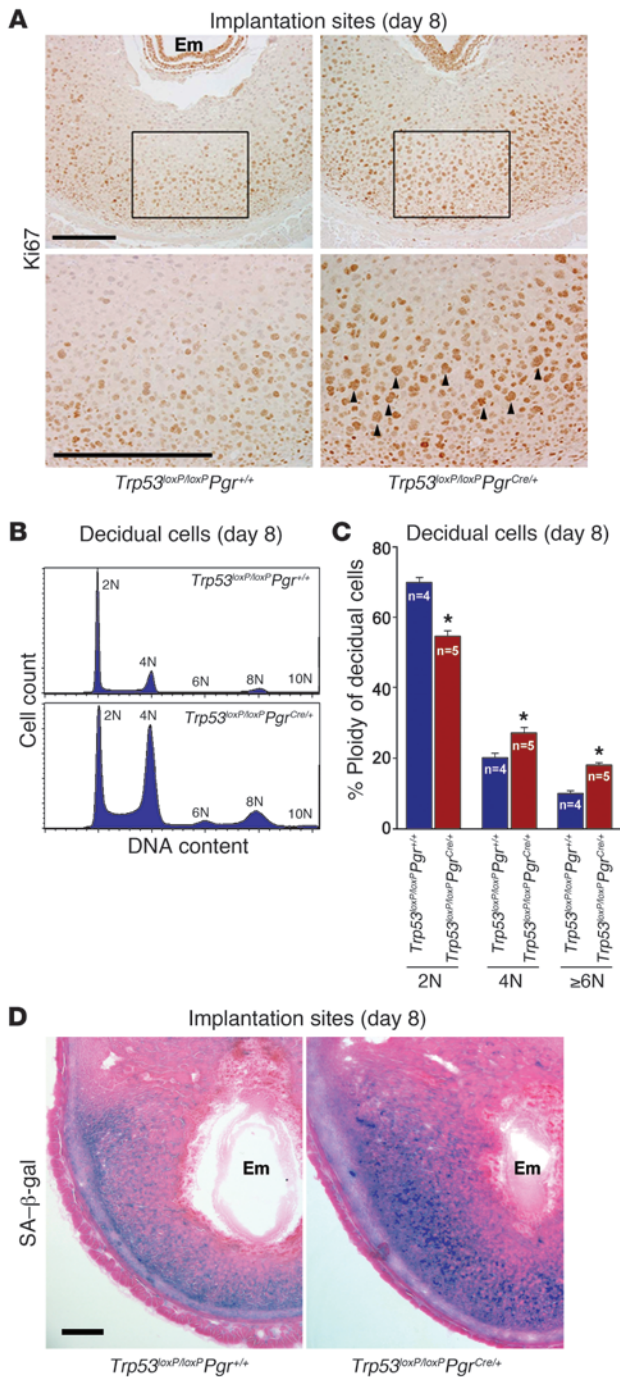 A
Implantation sites (day 8)
Em
Ki67
Trp53loxP/loxPPgr+/+
Trp53loxP/loxPPgrCre/+
B
Decidual cells (day 8)
Trp53loxP/loxPPgr+/+
2N
4N
6N
8N
10N
Trp53loxP/loxPPgrCre/+
2N
4N
6N
8N
10N
Cell count
DNA content
C
Decidual cells (day 8)
% Ploidy of decidual cells
80
60
40
20
0
n=4
*
n=5
n=4
*
n=5
n=4
*
n=5
Trp53loxP/loxPPgr+/+
Trp53loxP/loxPPgrCre/+
Trp53loxP/loxPPgr+/+
Trp53loxP/loxPPgrCre/+
Trp53loxP/loxPPgr+/+
Trp53loxP/loxPPgrCre/+
2N
4N
≥6N
D
Implantation sites (day 8)
SA–β-gal
Em
Em
Trp53loxP/loxPPgr+/+
Trp53loxP/loxPPgrCre/+